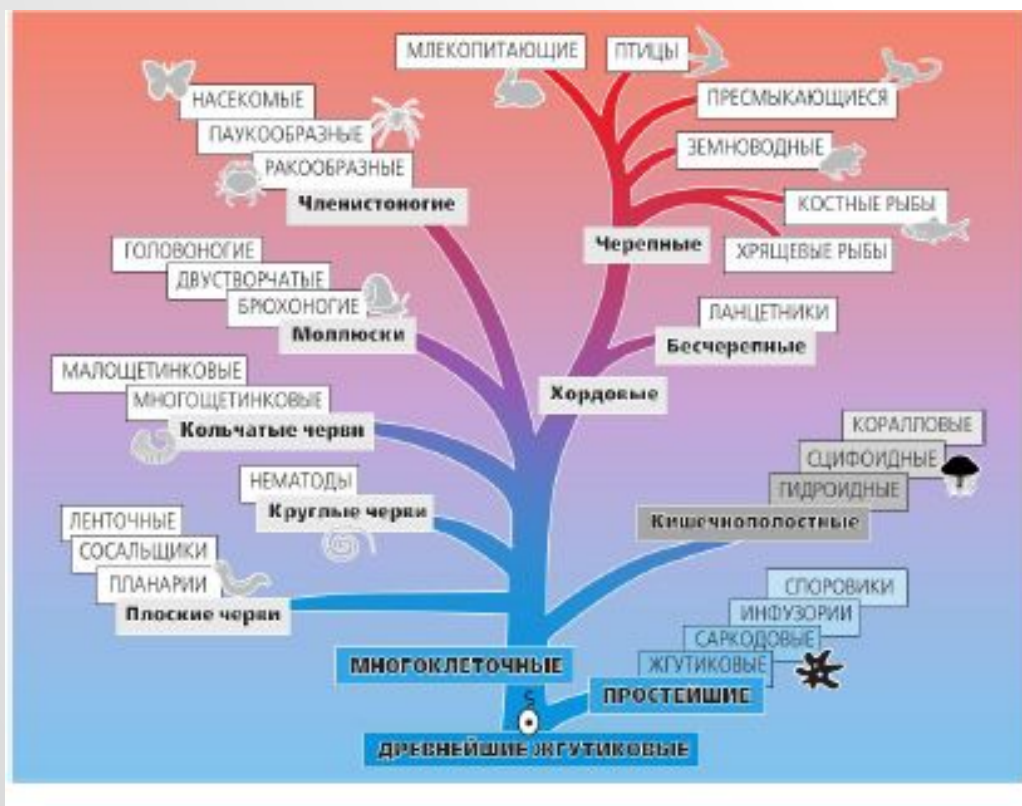 МЛЕКОПИТАЮЩИЕ
ПТИЦЫ
ПРЕСМЫКАЮЩИЕСЯ
ЗЕМНОВОДНЫЕ
КОСТНЫЕ РЫБЫ
ХРЯЩЕВЫЕ РЫБЫ
Черепные
НАСЕКОМЫЕ
ПАУКООБРАЗНЫЕ
РАКООБРАЗНЫЕ
Членистоногие
ГОЛОВОНОГИЕ
ДВУСТВОРЧАТЫЕ
БРЮХОНОГИЕ
Моллюски
ЛАНЦЕТНИКИ
Бесчерепные
Хордовые
МАЛОЩЕТИНКОВЫЕ
МНОГОЩЕТИНКОВЫЕ
Кольчатые черви
НЕМАТОДЫ
Круглые черви
КОРАЛЛОВЫЕ
СЦИФОИДНЫЕ
ГИДРОИДНЫЕ
Кишечнополостные
ЛЕНТОЧНЫЕ
СОСАЛЬЩИКИ
ПЛАНАРИИ
Плоские черви
СПОРОВИКИ
ИНФУЗОРИИ
САРКОДОВЫЕ
ЖГУТИКОВЫЕ
ПРОСТЕЙШИЕ
МНОГОКЛЕТОЧНЫЕ
ДРЕВНЕЙШИЕ ЖГУТИКОВЫЕ